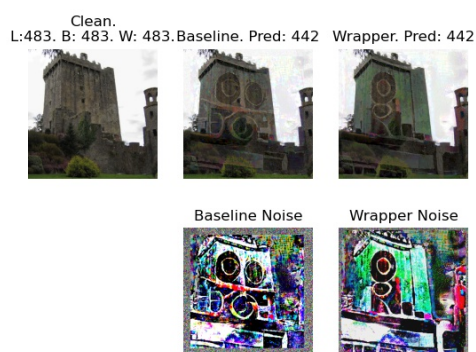 Clean.
L:483. B: 483. W: 483.
Baseline. Pred: 442
Wrapper. Pred: 442
Baseline Noise
Wrapper Noise